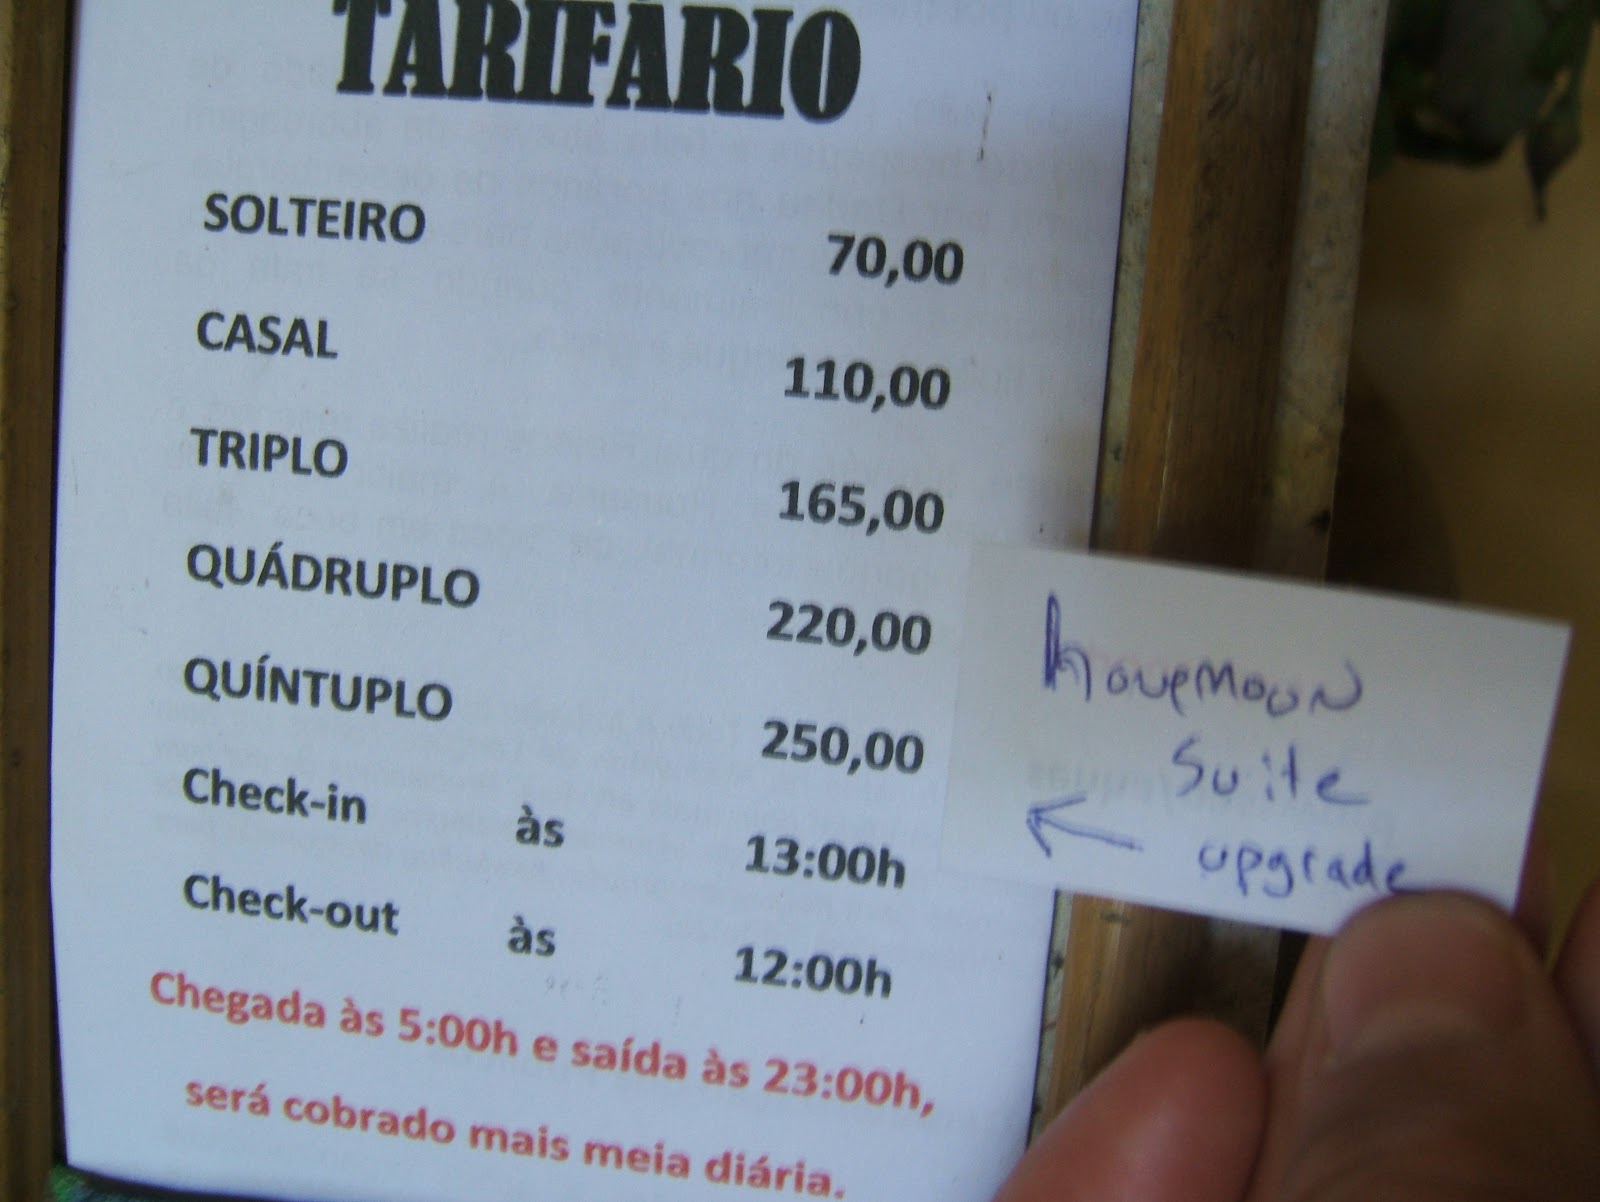 TARIFÁRIO
SOLTEIRO 70,00
CASAL 110,00
TRIPLO 165,00
QUÁDRUPLO 220,00
QUÍNTUPLO 250,00
Check-in às 13:00h
Check-out às 12:00h
Chegada às 5:00h e saída às 23:00h,
será cobrado mais meia diária.
Suite
upgrade